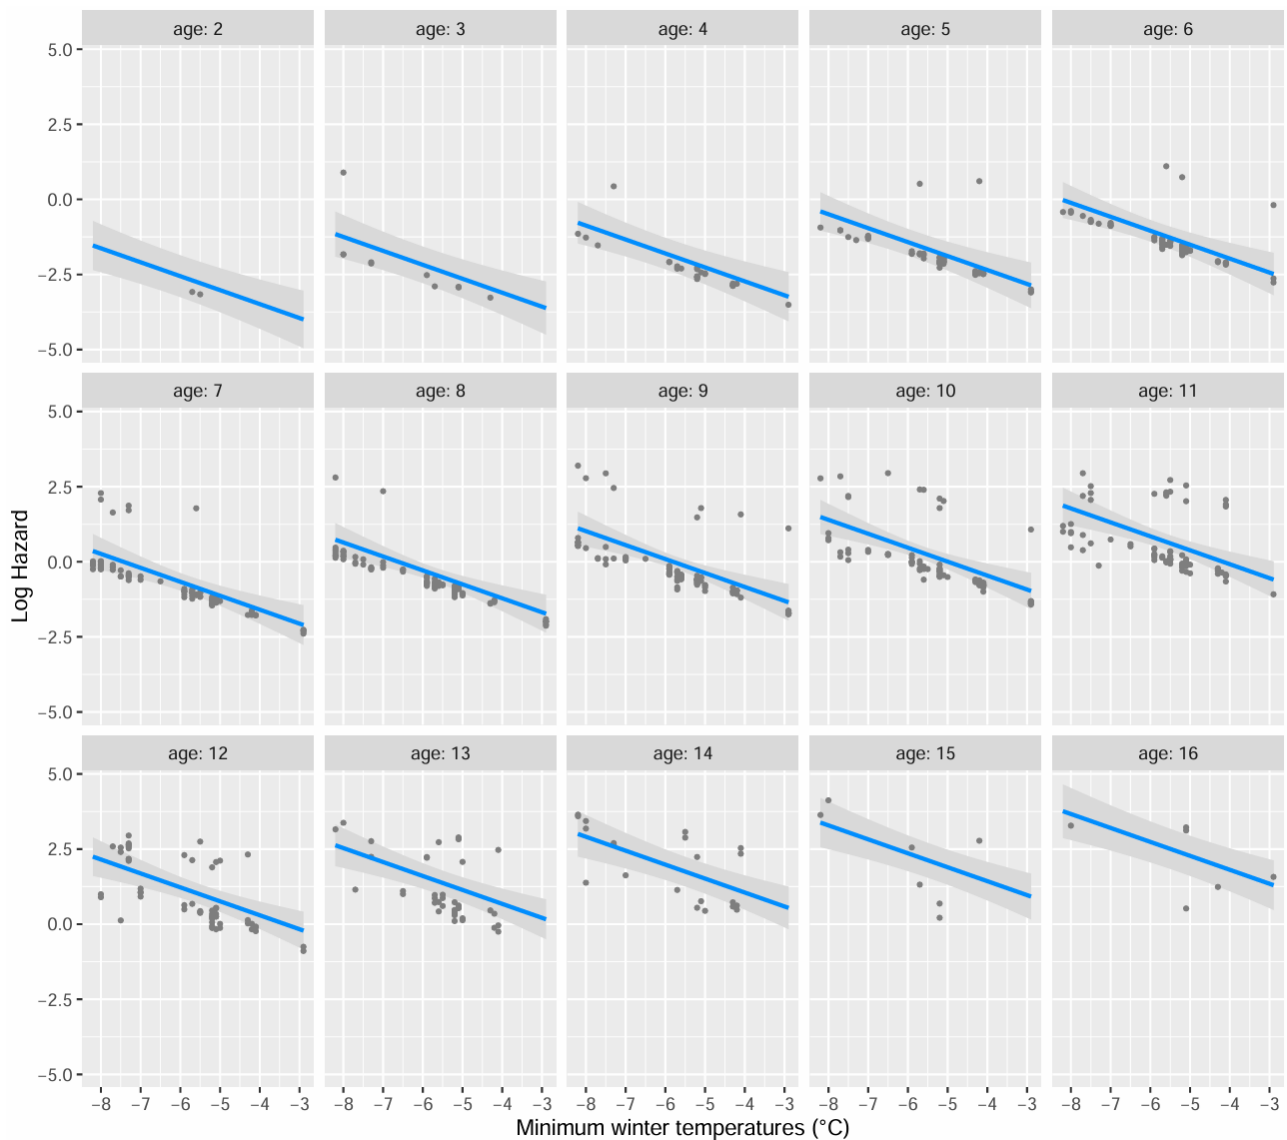 age: 2
age: 3
age: 4
age: 5
age: 6
5.0
2.5
0.0
−2.5
−5.0
age: 7
age: 8
age: 9
age: 10
age: 11
5.0
2.5
0.0
−2.5
−5.0
Log Hazard
age: 12
age: 13
age: 14
age: 15
age: 16
5.0
2.5
0.0
−2.5
−5.0
−8 −7 −6 −5 −4 −3
−8 −7 −6 −5 −4 −3
−8 −7 −6 −5 −4 −3
−8 −7 −6 −5 −4 −3
−8 −7 −6 −5 −4 −3
Minimum winter temperatures (°C)